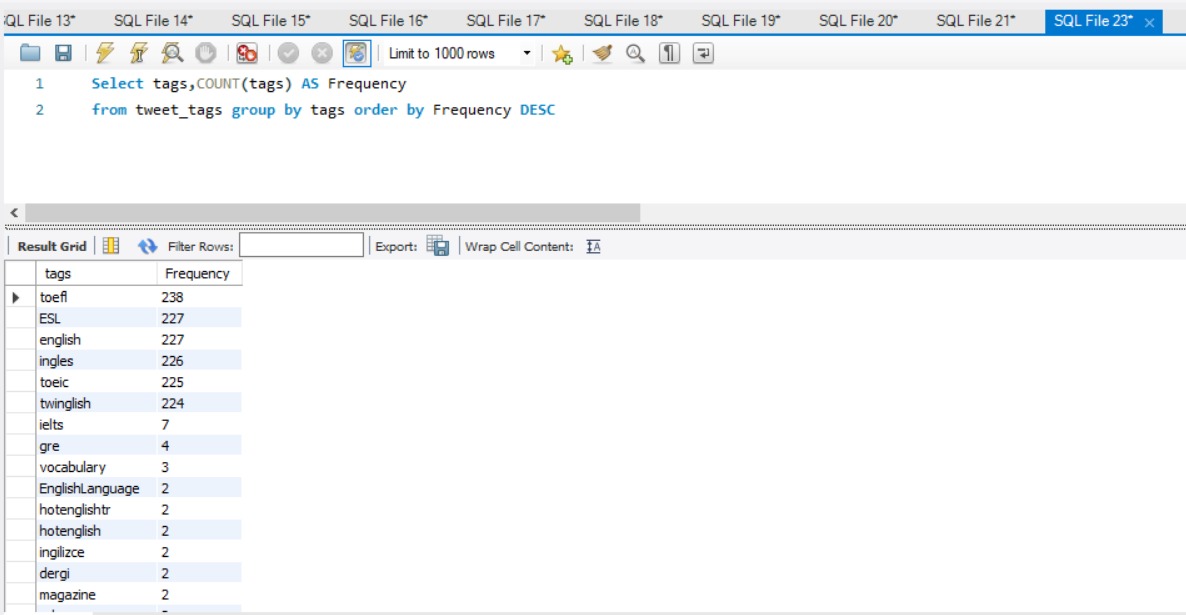 QL File 13* SQL File 14* SQL File 15* SQL File 16* SQL File 17* SQL File 18* SQL File 19* SQL File 20* SQL File 21* SQL File 23* ×
Limit to 1000 rows
1 Select tags,COUNT(tags) AS Frequency
2 from tweet_tags group by tags order by Frequency DESC
Result Grid Filter Rows: Export: Wrap Cell Content:
tags Frequency
toefl 238
ESL 227
english 227
ingles 226
toeic 225
twinglish 224
ielts 7
gre 4
vocabulary 3
EnglishLanguage 2
hotenglishtr 2
hotenglish 2
ingilizce 2
dergi 2
magazine 2